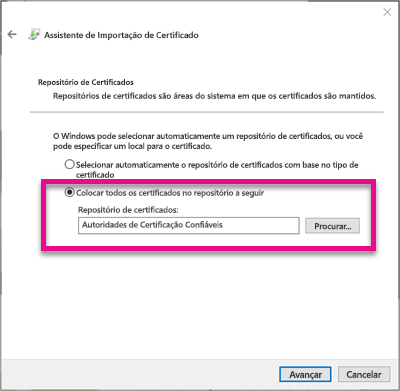 Assistente de Importação de Certificado
Repositório de Certificados
Repositórios de certificados são áreas do sistema em que os certificados são mantidos.
O Windows pode selecionar automaticamente um repositório de certificados, ou você
pode especificar um local para o certificado.
Selecionar automaticamente o repositório de certificados com base no tipo de
certificado
Colocar todos os certificados no repositório a seguir
Repositório de certificados:
Autoridades de Certificação Confiáveis
Procurar...
Avançar
Cancelar